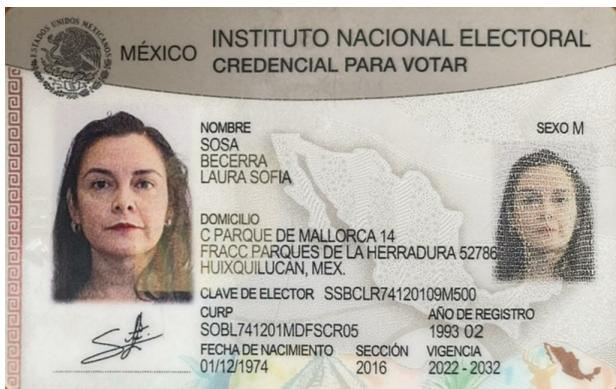 ESTADOS UNIDOS MEXICANOS
MÉXICO INSTITUTO NACIONAL ELECTORAL
CREDENCIAL PARA VOTAR
NOMBRE SEXO M
SOSA
BECERRA
LAURA SOFIA
DOMICILIO
C PARQUE DE MALLORCA 14
FRACC PARQUES DE LA HERRADURA 52786
HUIXQUILUCAN, MEX.
CLAVE DE ELECTOR SSBCLR74120109M500
CURP AÑO DE REGISTRO
SOBL741201MDFSCR05 1993 02
FECHA DE NACIMIENTO SECCIÓN VIGENCIA
01/12/1974 2016 2022 - 2032